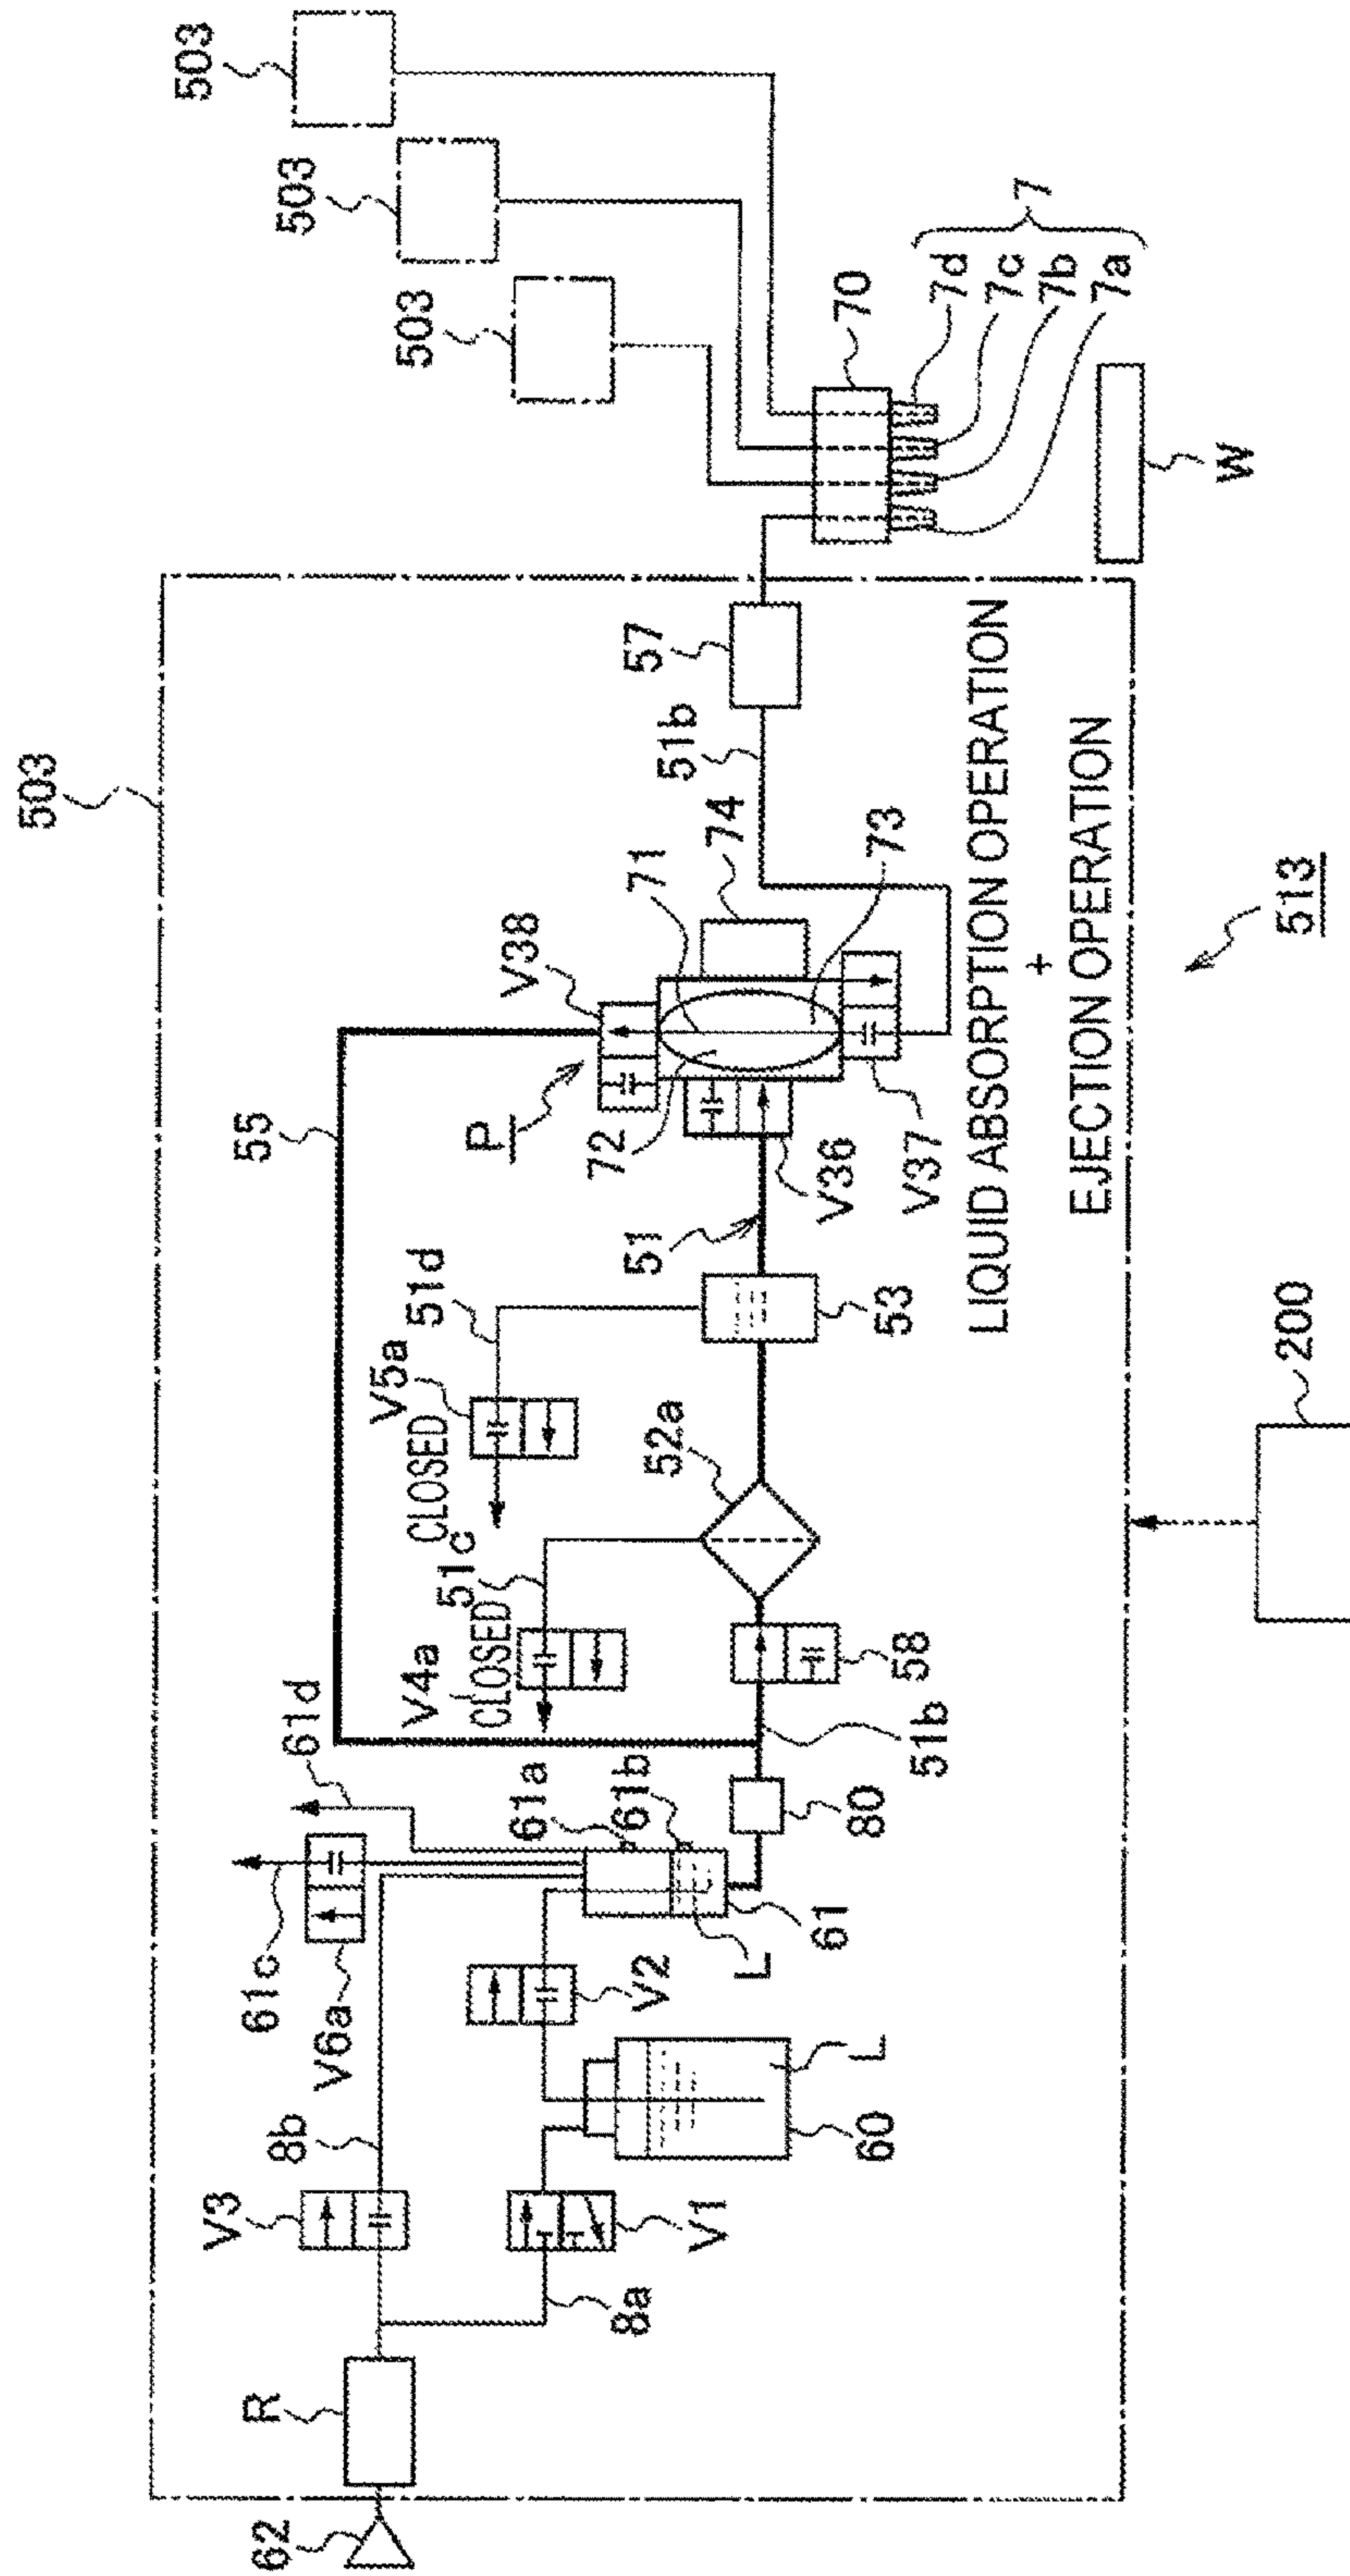 503
503
503
503
7
7d
7c
7b
7a
70
W
57
51b
74
73
71
V38
P
72
V36
V37
55
51
53
51d
V5a
CLOSED
52a
51c
V4a
CLOSED
58
51b
61d
61a
61b
80
61c
V6a
61
L
V2
8b
L
60
V3
V1
8a
R
62
LIQUID ABSORPTION OPERATION
+
EJECTION OPERATION
513
200